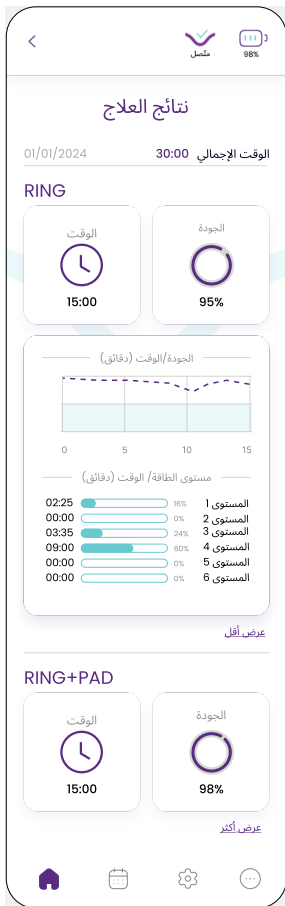 متصل
98%
نتائج العلاج
الوقت الإجمالي 30:00 01/01/2024
RING
الجودة الوقت
95% 15:00
الجودة/الوقت (دقائق)
0 5 10 15
مستوى الطاقة/ الوقت (دقائق)
المستوى 1 16% 02:25
المستوى 2 0% 00:00
المستوى 3 24% 03:35
المستوى 4 60% 09:00
المستوى 5 0% 00:00
المستوى 6 0% 00:00
عرض أقل
RING+PAD
الجودة الوقت
98% 15:00
عرض أكثر